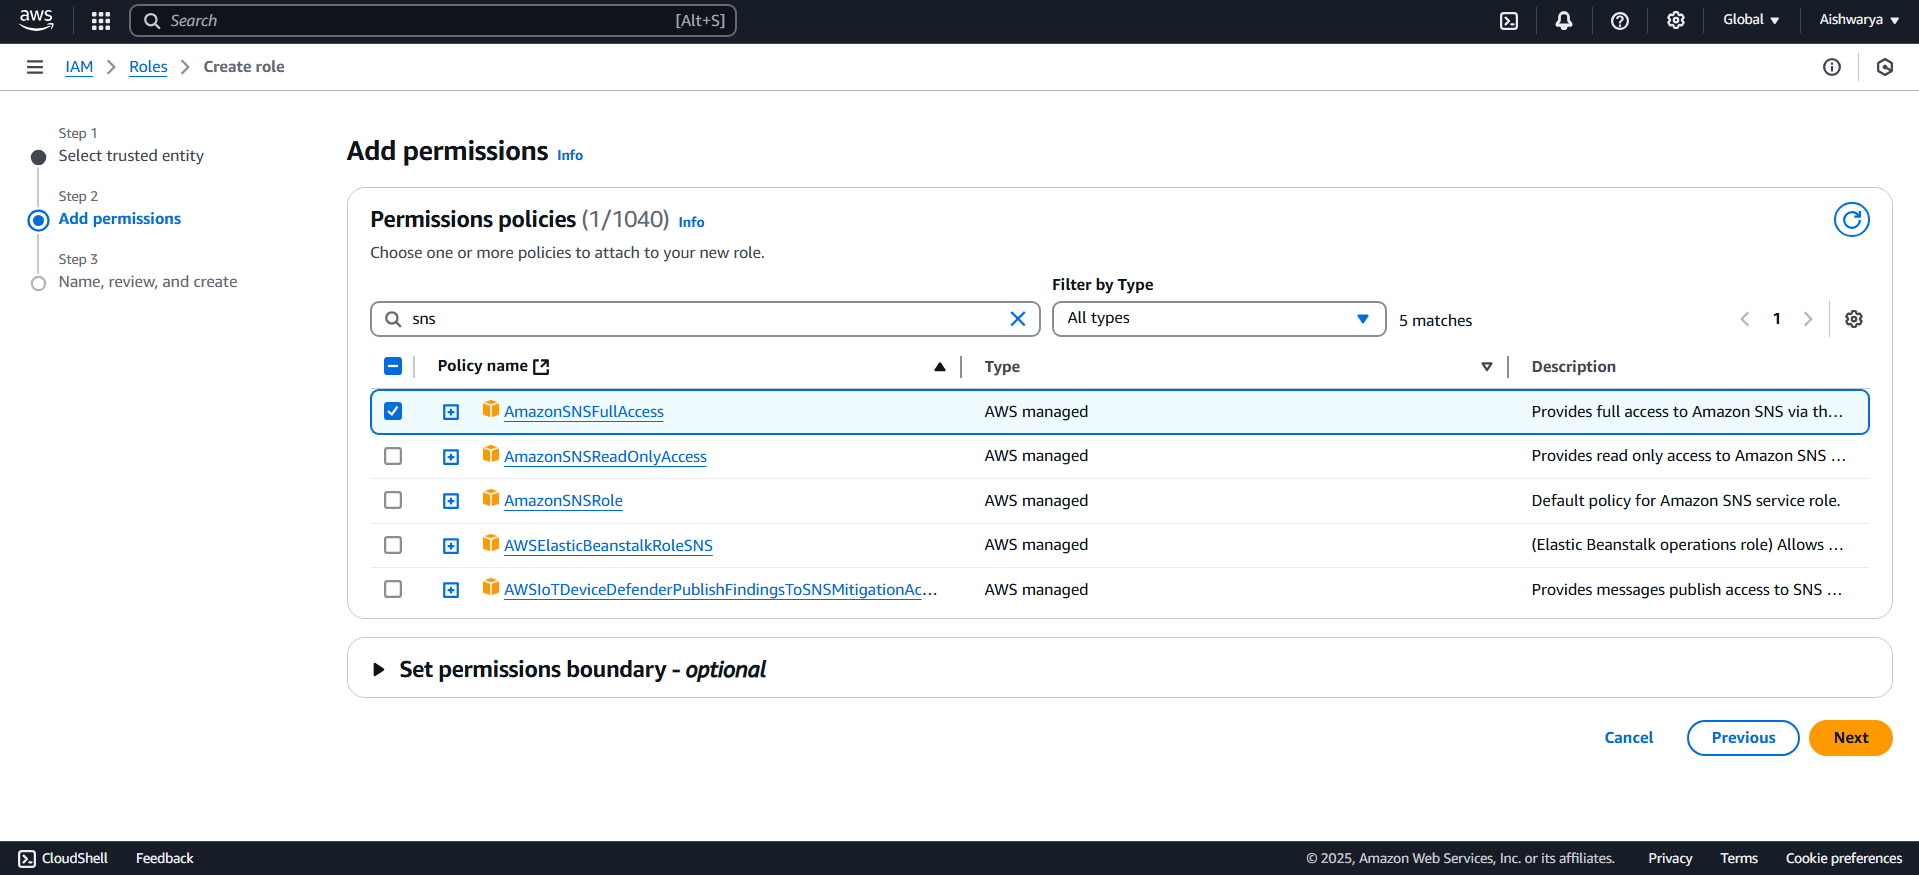 aws Search [Alt+S] Global Aishwarya
IAM Roles Create role
Step 1
Select trusted entity
Step 2
Add permissions
Step 3
Name, review, and create
Add permissions Info
Permissions policies (1/1040) Info
Choose one or more policies to attach to your new role.
Filter by Type
sns All types 5 matches 1
Policy name Type Description
AmazonSNSFullAccess AWS managed Provides full access to Amazon SNS via th…
AmazonSNSReadOnlyAccess AWS managed Provides read only access to Amazon SNS …
AmazonSNSRole AWS managed Default policy for Amazon SNS service role.
AWSElasticBeanstalkRoleSNS AWS managed (Elastic Beanstalk operations role) Allows …
AWSIoTDeviceDefenderPublishFindingsToSNSMitigationAc… AWS managed Provides messages publish access to SNS …
Set permissions boundary - optional
Cancel Previous Next
CloudShell Feedback © 2025, Amazon Web Services, Inc. or its affiliates. Privacy Terms Cookie preferences